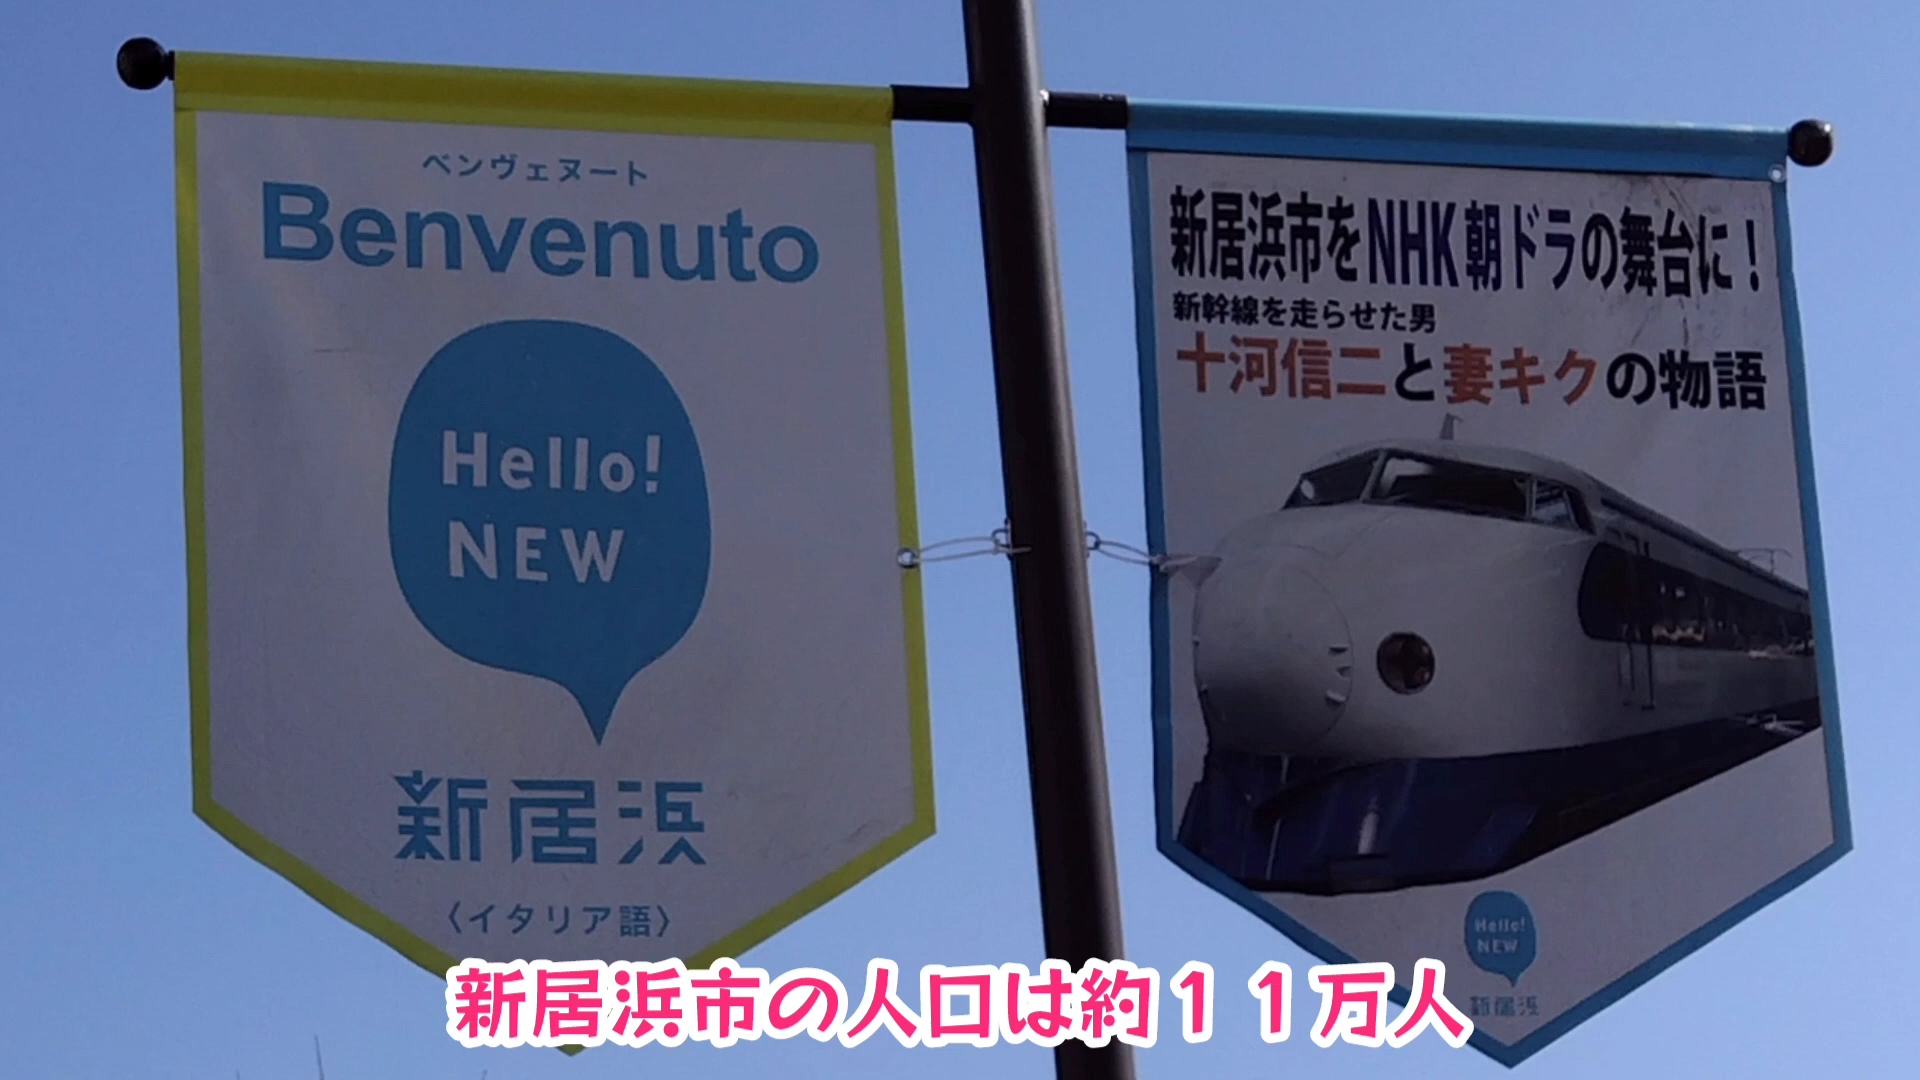 ベンヴェヌート
Benvenuto
Hello!
NEW
新居浜
〈イタリア語〉
新居浜市をNHK朝ドラの舞台に！
新幹線を走らせた男
十河信二と妻キクの物語
Hello!
NEW
新居浜
新居浜市の人口は約１１万人